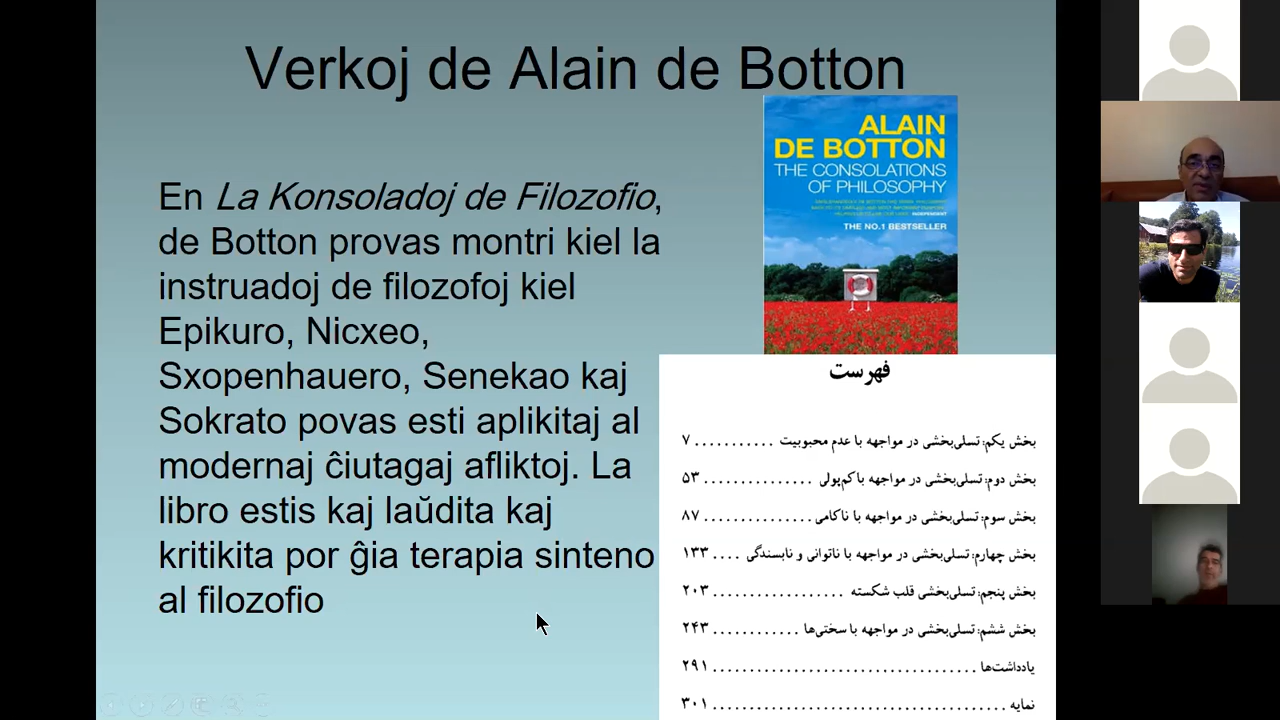 Verkoj de Alain de Botton
En La Konsoladoj de Filozofio,
de Botton provas montri kiel la
instruadoj de filozofoj kiel
Epikuro, Nicxeo,
Sxopenhauero, Senekao kaj
Sokrato povas esti aplikitaj al
modernaj ĉiutagaj afliktoj. La
libro estis kaj laŭdita kaj
kritikita por ĝia terapia sinteno
al filozofio
ALAIN
DE BOTTON
THE CONSOLATIONS
OF PHILOSOPHY
INDEPENDENT
THE NO.1 BESTSELLER
فهرست
بخش یکم: تسلی‌بخشی در مواجهه با عدم محبوبیت ........... ۷
بخش دوم: تسلی‌بخشی در مواجهه با کم‌پولی ............... ۵۳
بخش سوم: تسلی‌بخشی در مواجهه با ناکامی ............... ۸۷
بخش چهارم: تسلی‌بخشی در مواجهه با ناتوانی و نابسندگی .... ۱۳۳
بخش پنجم: تسلی‌بخشی قلب شکسته .................. ۲۰۳
بخش ششم: تسلی‌بخشی در مواجهه با سختی‌ها ............ ۲۴۳
یادداشت‌ها ..................................... ۲۹۱
نمایه ......................................... ۳۰۱